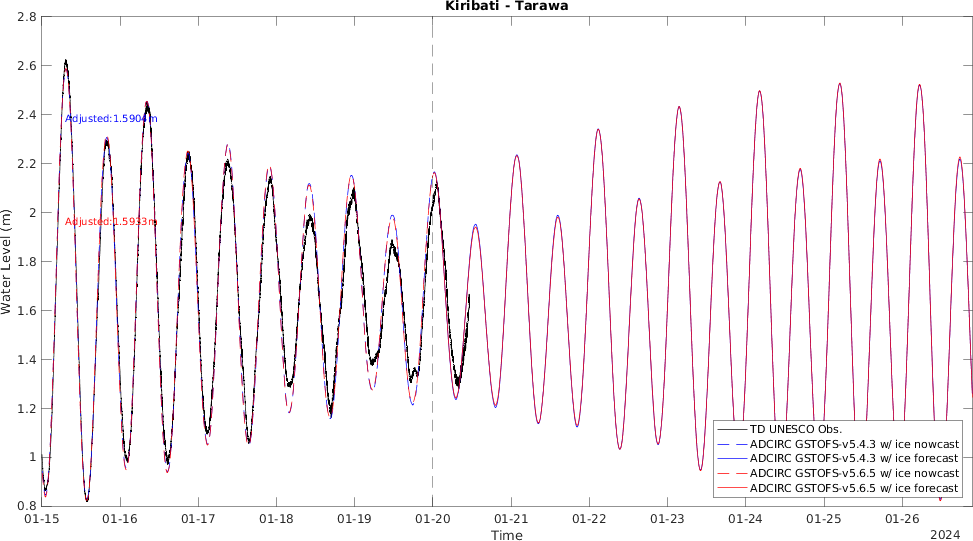 Kiribati - Tarawa
2.8
2.6
2.4
2.2
2
1.8
1.6
1.4
1.2
1
0.8
Water Level (m)
Adjusted:1.5904m
Adjusted:1.5933m
TD UNESCO Obs.
ADCIRC GSTOFS-v5.4.3 w/ ice nowcast
ADCIRC GSTOFS-v5.4.3 w/ ice forecast
ADCIRC GSTOFS-v5.6.5 w/ ice nowcast
ADCIRC GSTOFS-v5.6.5 w/ ice forecast
01-15 01-16 01-17 01-18 01-19 01-20 01-21 01-22 01-23 01-24 01-25 01-26
Time
2024